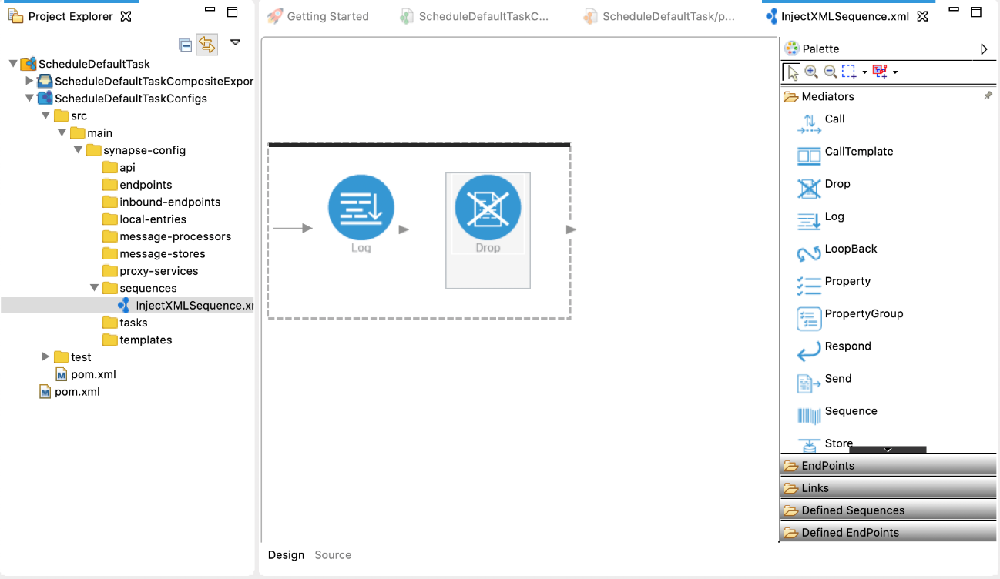 Project Explorer
Getting Started
ScheduleDefaultTaskC...
ScheduleDefaultTask/p...
InjectXMLSequence.xml
ScheduleDefaultTask
ScheduleDefaultTaskCompositeExpor
ScheduleDefaultTaskConfigs
src
main
synapse-config
api
endpoints
inbound-endpoints
local-entries
message-processors
message-stores
proxy-services
sequences
InjectXMLSequence.xm
tasks
templates
test
pom.xml
pom.xml
Log
Drop
Design Source
Palette
Mediators
Call
CallTemplate
Drop
Log
LoopBack
Property
PropertyGroup
Respond
Send
Sequence
Store
EndPoints
Links
Defined Sequences
Defined EndPoints